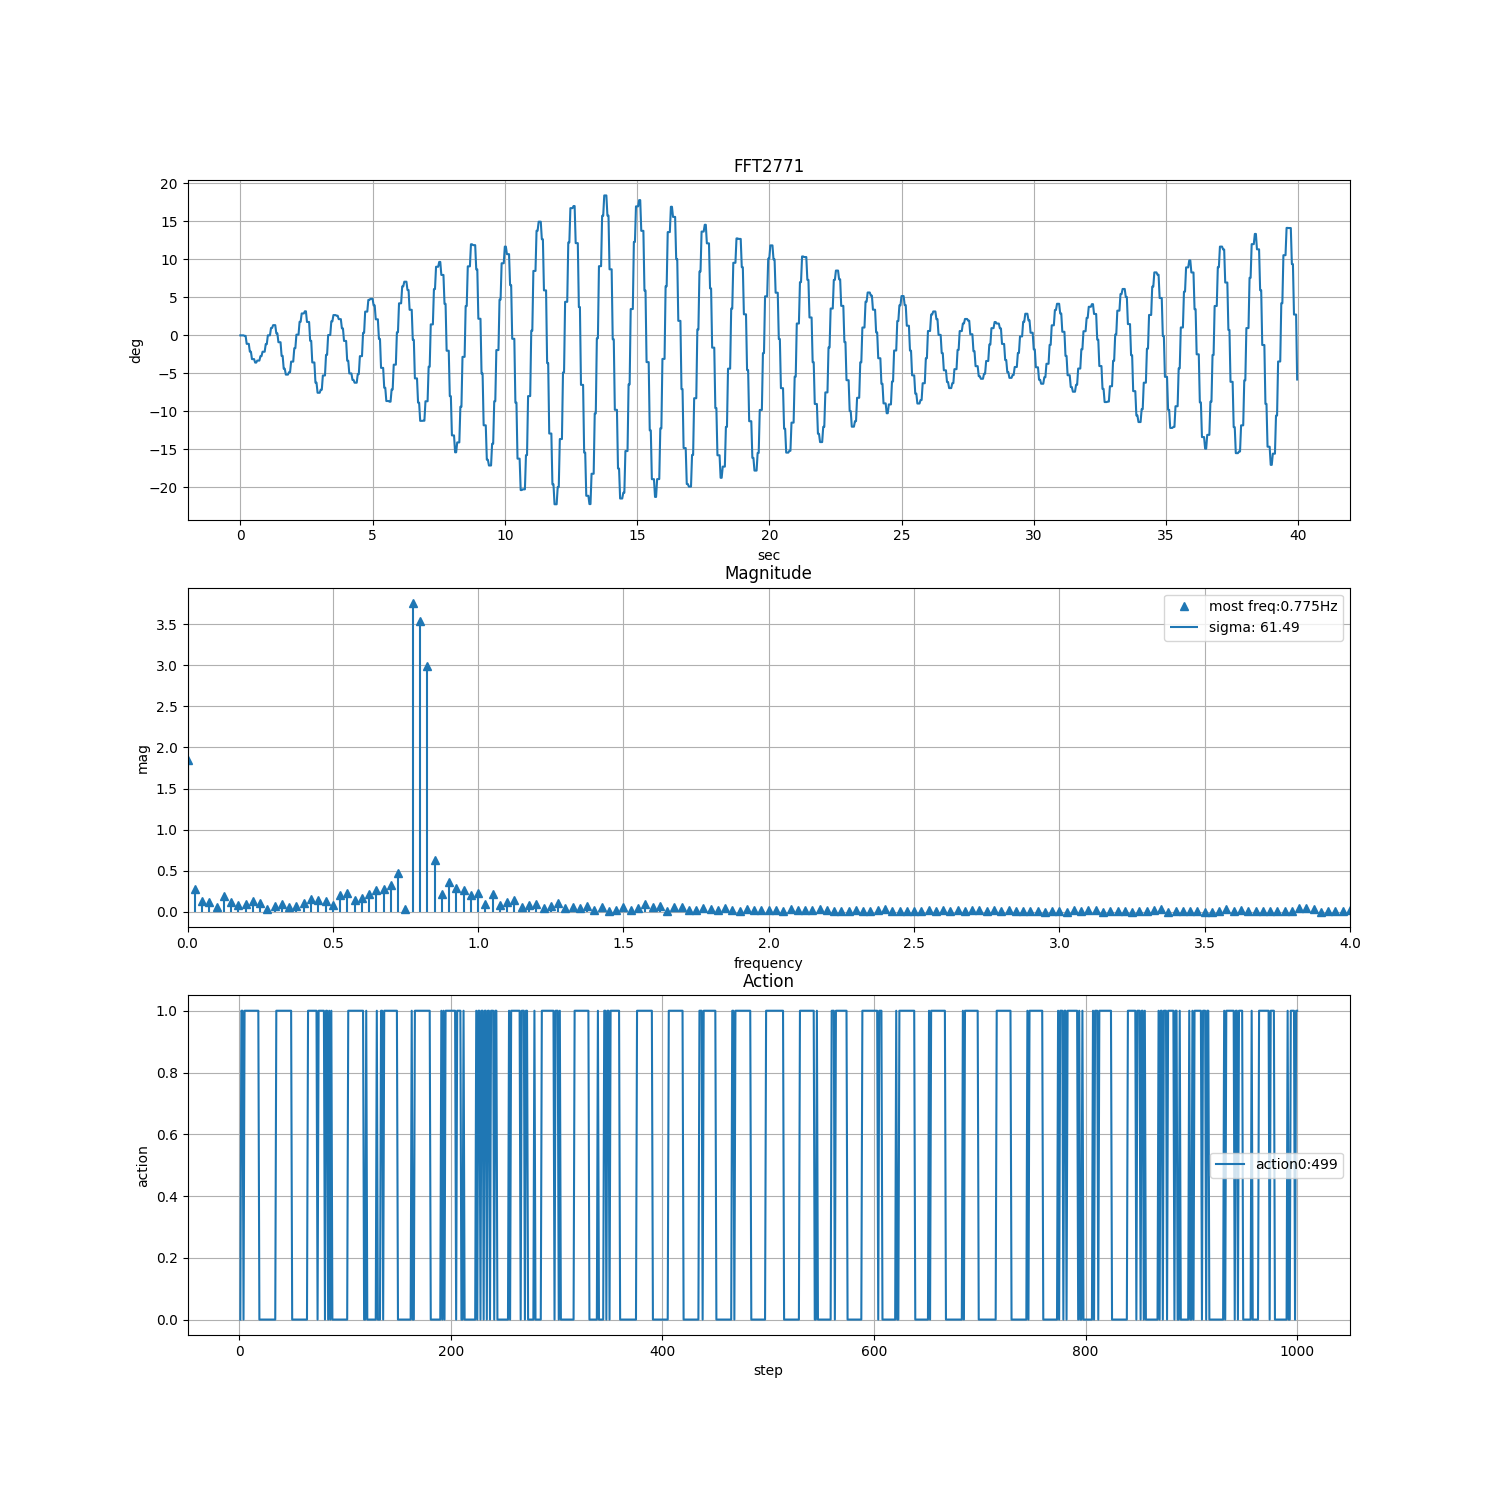 FFT2771
20
15
10
5
0
−5
−10
−15
−20
deg
0 5 10 15 20 25 30 35 40
sec
Magnitude
most freq:0.775Hz
sigma: 61.49
3.5
3.0
2.5
2.0
1.5
1.0
0.5
0.0
mag
0.0 0.5 1.0 1.5 2.0 2.5 3.0 3.5 4.0
frequency
Action
1.0
0.8
0.6
0.4
0.2
0.0
action
action0:499
0 200 400 600 800 1000
step